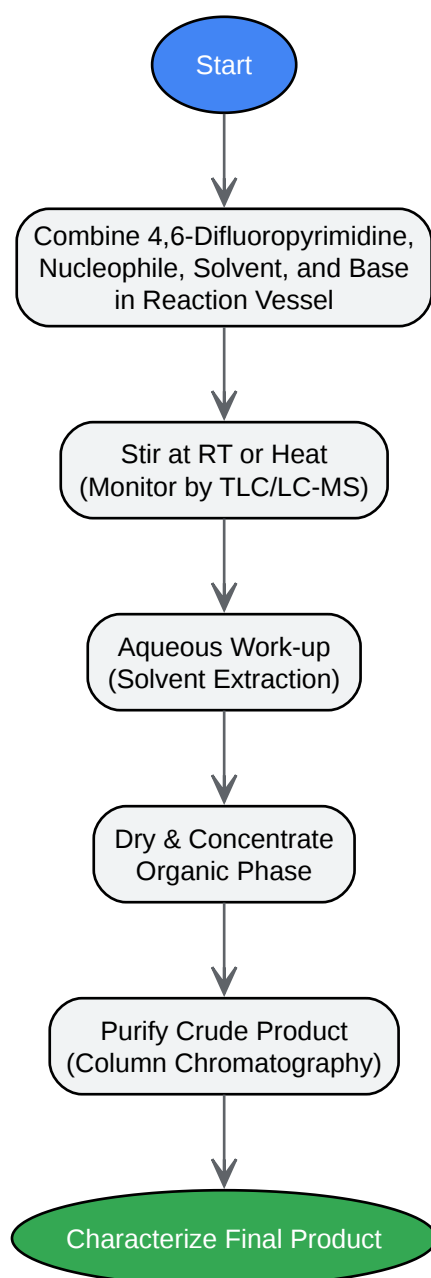 Start
Combine 4,6-Difluoropyrimidine,
Nucleophile, Solvent, and Base
in Reaction Vessel
Stir at RT or Heat
(Monitor by TLC/LC-MS)
Aqueous Work-up
(Solvent Extraction)
Dry & Concentrate
Organic Phase
Purify Crude Product
(Column Chromatography)
Characterize Final Product